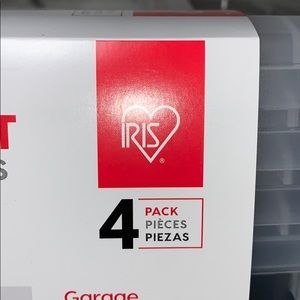 IRIS
®
T
S
4
PACK
PIÈCES
PIEZAS
Garage